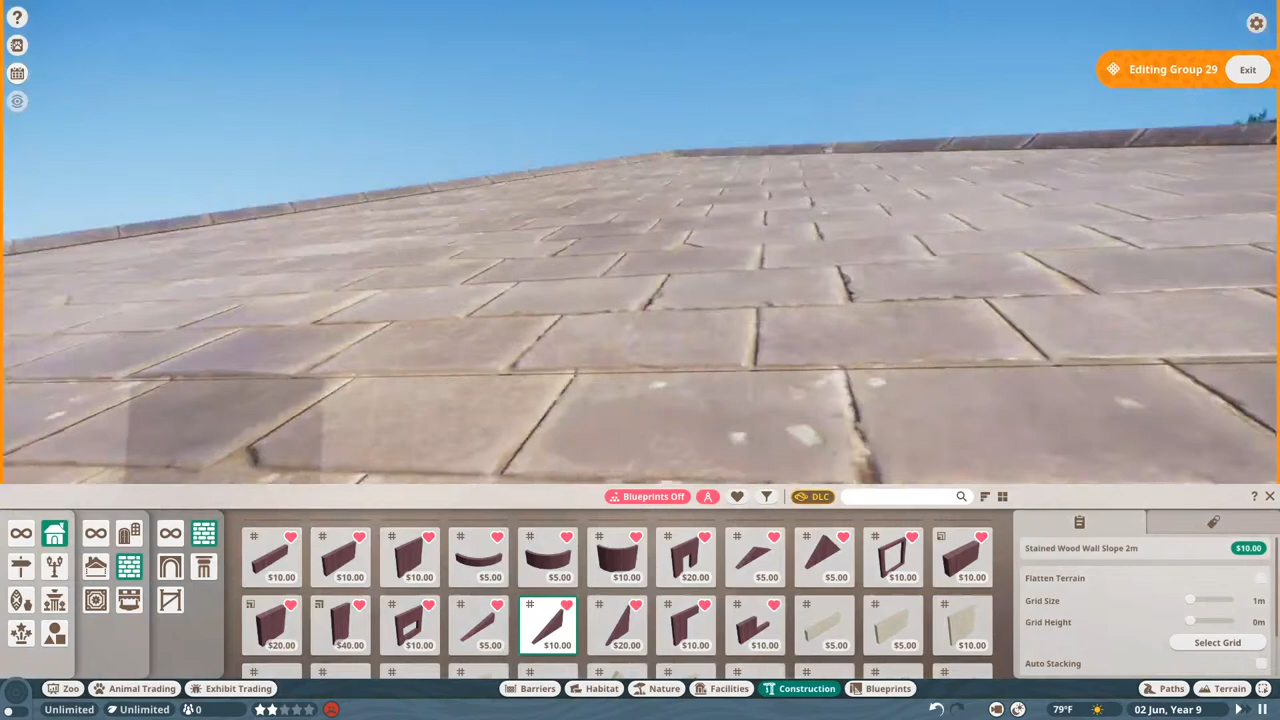 ?
Editing Group 29
Exit
Blueprints Off
DLC
?
$10.00
$10.00
$10.00
$5.00
$5.00
$10.00
$20.00
$5.00
$5.00
$10.00
$10.00
Stained Wood Wall Slope 2m
$10.00
Flatten Terrain
Grid Size
1m
Grid Height
0m
Select Grid
Auto Stacking
$20.00
$40.00
$10.00
$5.00
$10.00
$20.00
$10.00
$10.00
$5.00
$5.00
$10.00
Zoo
Animal Trading
Exhibit Trading
Barriers
Habitat
Nature
Facilities
Construction
Blueprints
Paths
Terrain
Unlimited
Unlimited
0
79°F
02 Jun, Year 9